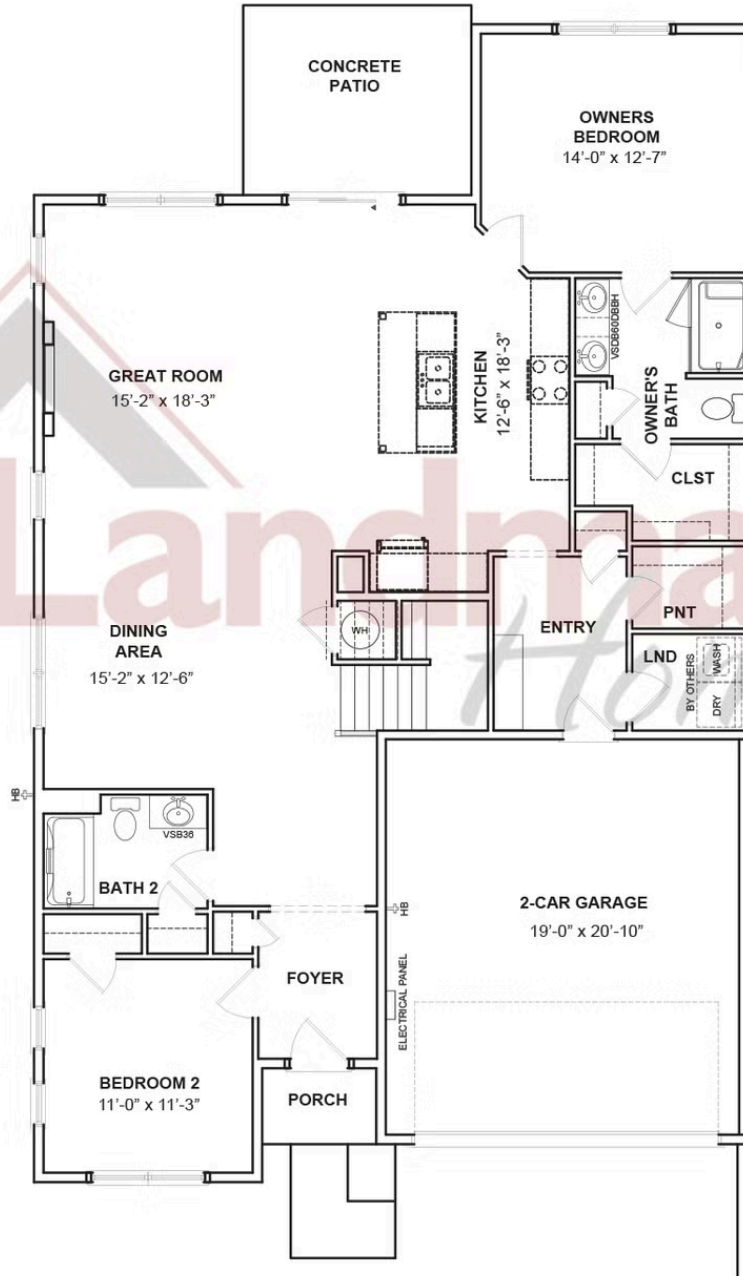 CONCRETE
PATIO
OWNERS
BEDROOM
14'-0" x 12'-7"
GREAT ROOM
15'-2" x 18'-3"
KITCHEN
12'-6" x 18'-3"
VSDB60DBBH
OWNER'S
BATH
CLST
Landma
Hom
DINING
AREA
15'-2" x 12'-6"
WH
ENTRY
PNT
LND
BY OTHERS
WASH
DRY
HB
VSB36
BATH 2
HB
2-CAR GARAGE
19'-0" x 20'-10"
ELECTRICAL PANEL
FOYER
BEDROOM 2
11'-0" x 11'-3"
PORCH